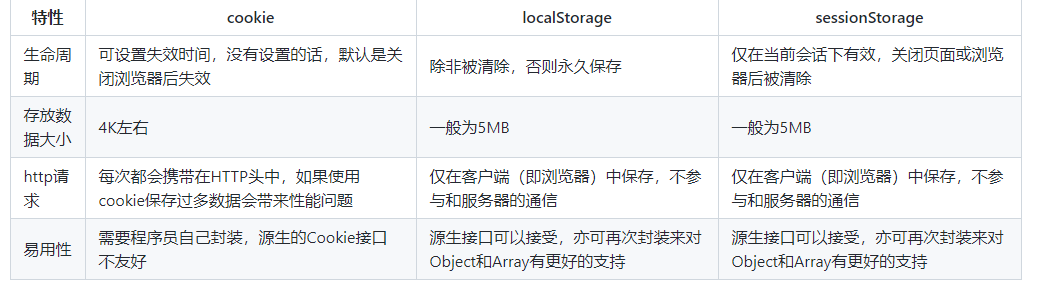 特性 cookie localStorage sessionStorage
生命周
期
可设置失效时间，没有设置的话，默认是关
闭浏览器后失效
除非被清除，否则永久保存
仅在当前会话下有效，关闭页面或浏览
器后被清除
存放数
据大小
4K左右
一般为5MB
一般为5MB
http请
求
每次都会携带在HTTP头中，如果使用
cookie保存过多数据会带来性能问题
仅在客户端（即浏览器）中保存，不参
与和服务器的通信
仅在客户端（即浏览器）中保存，不参
与和服务器的通信
易用性
需要程序员自己封装，源生的Cookie接口
不友好
源生接口可以接受，亦可再次封装来对
Object和Array有更好的支持
源生接口可以接受，亦可再次封装来对
Object和Array有更好的支持